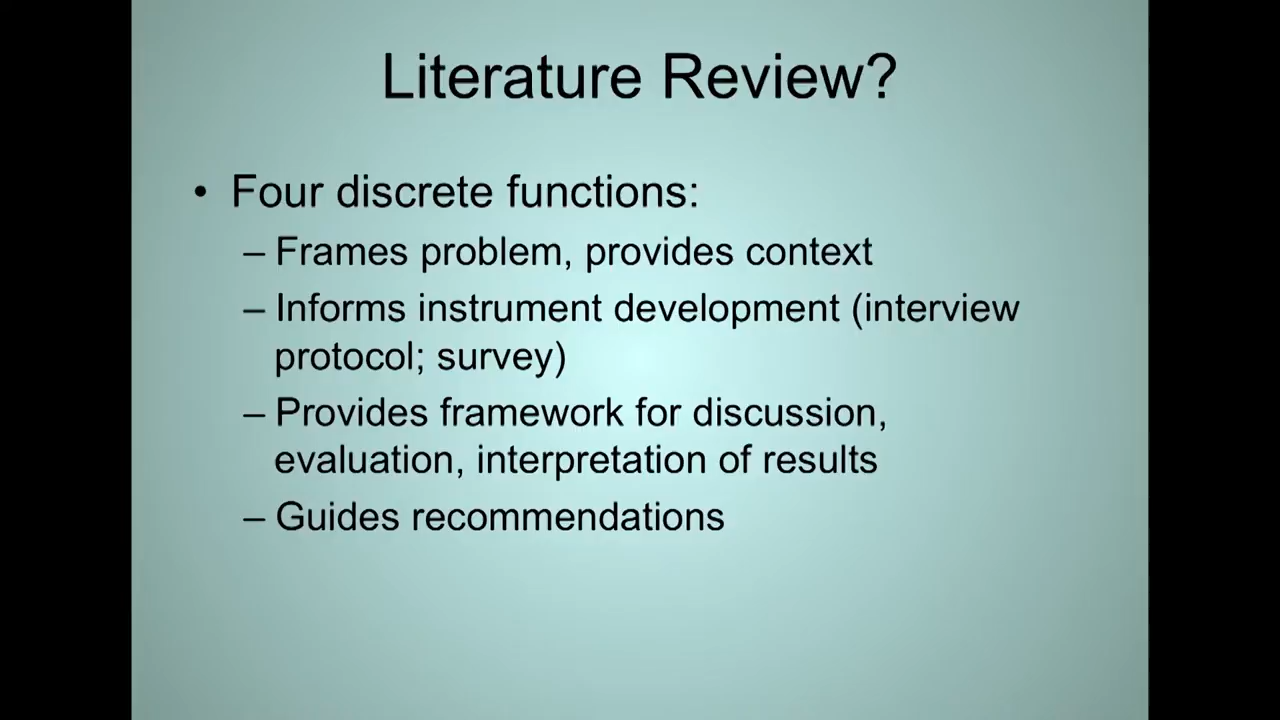 Literature Review?
• Four discrete functions:
– Frames problem, provides context
– Informs instrument development (interview
protocol; survey)
– Provides framework for discussion,
evaluation, interpretation of results
– Guides recommendations